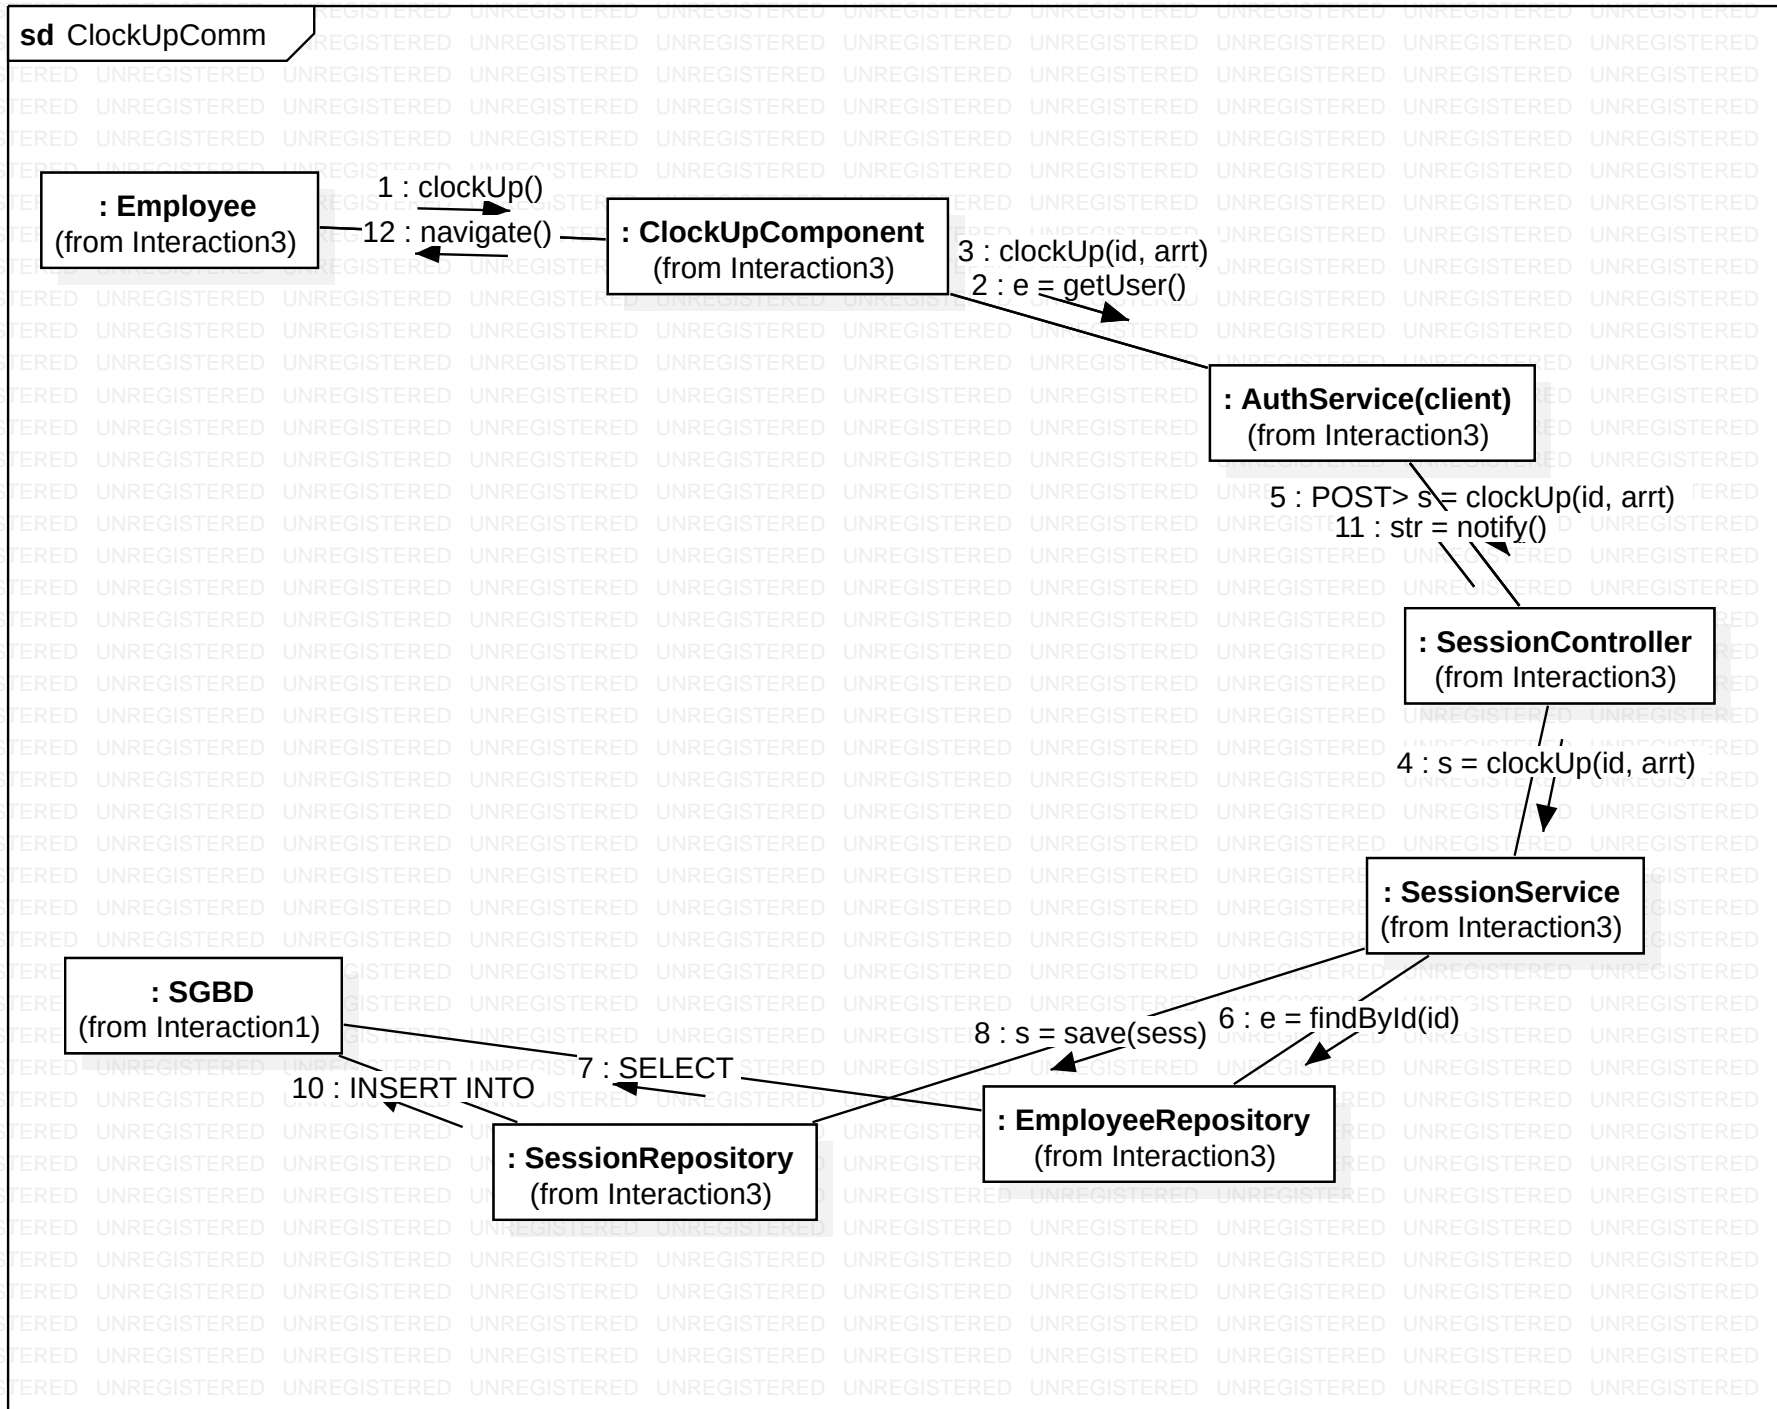 sd ClockUpComm
: Employee
(from Interaction3)
1 : clockUp()
12 : navigate()
: ClockUpComponent
(from Interaction3)
3 : clockUp(id, arrt)
2 : e = getUser()
: AuthService(client)
(from Interaction3)
5 : POST> s = clockUp(id, arrt)
11 : str = notify()
: SessionController
(from Interaction3)
4 : s = clockUp(id, arrt)
: SessionService
(from Interaction3)
: SGBD
(from Interaction1)
8 : s = save(sess)
6 : e = findById(id)
7 : SELECT
10 : INSERT INTO
: EmployeeRepository
(from Interaction3)
: SessionRepository
(from Interaction3)
UNREGISTERED